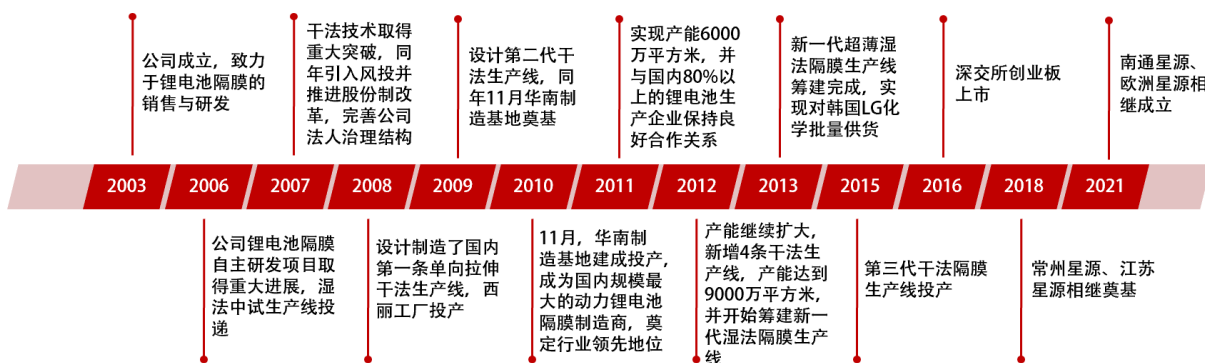 公司成立，致力
于锂电池隔膜的
销售与研发
干法技术取得
重大突破，同
年引入风投并
推进股份制改
革，完善公司
法人治理结构
设计第二代干
法生产线，同
年11月华南制
造基地奠基
实现产能6000
万平方米，并
与国内80%以
上的锂电池生
产企业保持良
好合作关系
新一代超薄湿
法隔膜生产线
筹建完成，实
现对韩国LG化
学批量供货
深交所创业板
上市
南通星源、
欧洲星源相
继成立
2003
2006
2007
2008
2009
2010
2011
2012
2013
2015
2016
2018
2021
公司锂电池隔膜
自主研发项目取
得重大进展，湿
法中试生产线投
递
设计制造了国内
第一条单向拉伸
干法生产线，西
丽工厂投产
11月，华南制
造基地建成投产，
成为国内规模最
大的动力锂电池
隔膜制造商，奠
定行业领先地位
产能继续扩大，
新增4条干法生
产线，产能达到
9000万平方米，
并开始筹建新一
代湿法隔膜生产
线
第三代干法隔膜
生产线投产
常州星源、江苏
星源相继奠基